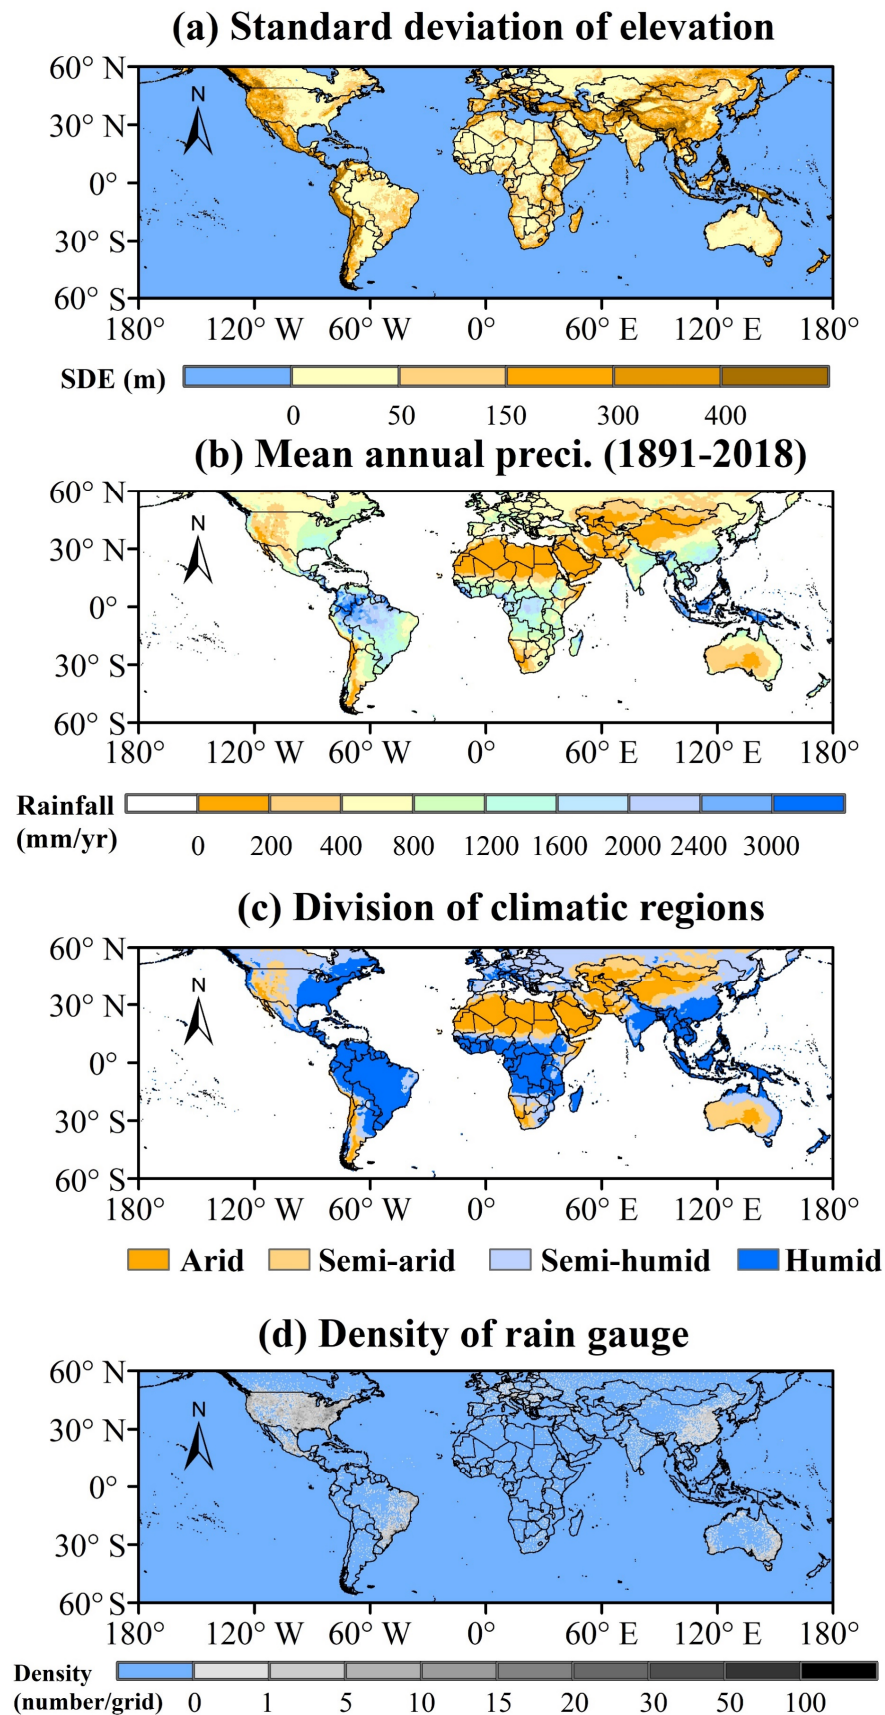 (a) Standard deviation of elevation
60° N
N
30° N
0°
30° S
60° S
180° 120° W 60° W 0° 60° E 120° E 180°
SDE (m)
0 50 150 300 400
(b) Mean annual preci. (1891-2018)
60° N
N
30° N
0°
30° S
60° S
180° 120° W 60° W 0° 60° E 120° E 180°
Rainfall
(mm/yr) 0 200 400 800 1200 1600 2000 2400 3000
(c) Division of climatic regions
60° N
N
30° N
0°
30° S
60° S
180° 120° W 60° W 0° 60° E 120° E 180°
Arid Semi-arid Semi-humid Humid
(d) Density of rain gauge
60° N
N
30° N
0°
30° S
60° S
180° 120° W 60° W 0° 60° E 120° E 180°
Density
(number/grid) 0 1 5 10 15 20 30 50 100